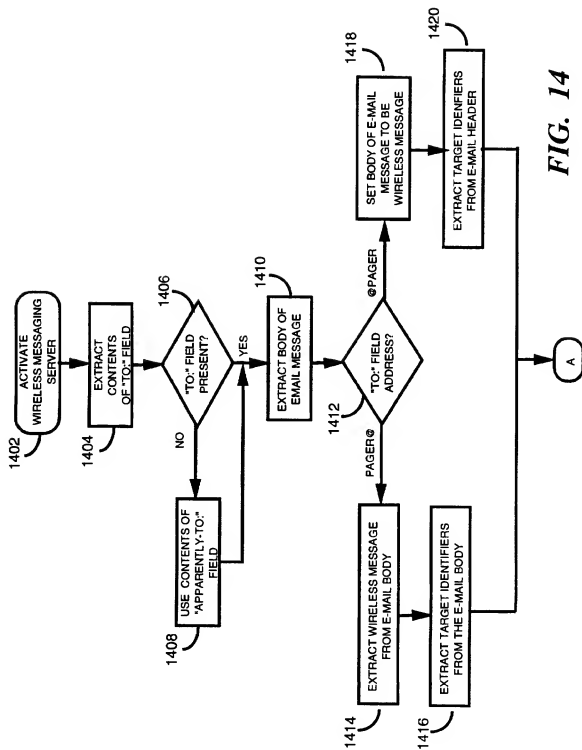 1402
ACTIVATE
WIRELESS MESSAGING
SERVER
1404
EXTRACT
CONTENTS
OF "TO:" FIELD
1406
"TO:" FIELD
PRESENT?
NO
YES
1408
USE CONTENTS OF
"APPARENTLY-TO:"
FIELD
1410
EXTRACT BODY OF
EMAIL MESSAGE
1412
"TO:" FIELD
ADDRESS?
PAGER@
@PAGER
1414
EXTRACT WIRELESS MESSAGE
FROM E-MAIL BODY
1416
EXTRACT TARGET IDENTIFIERS
FROM THE E-MAIL BODY
1418
SET BODY OF E-MAIL
MESSAGE TO BE
WIRELESS MESSAGE
1420
EXTRACT TARGET IDENFIERS
FROM E-MAIL HEADER
A
FIG. 14